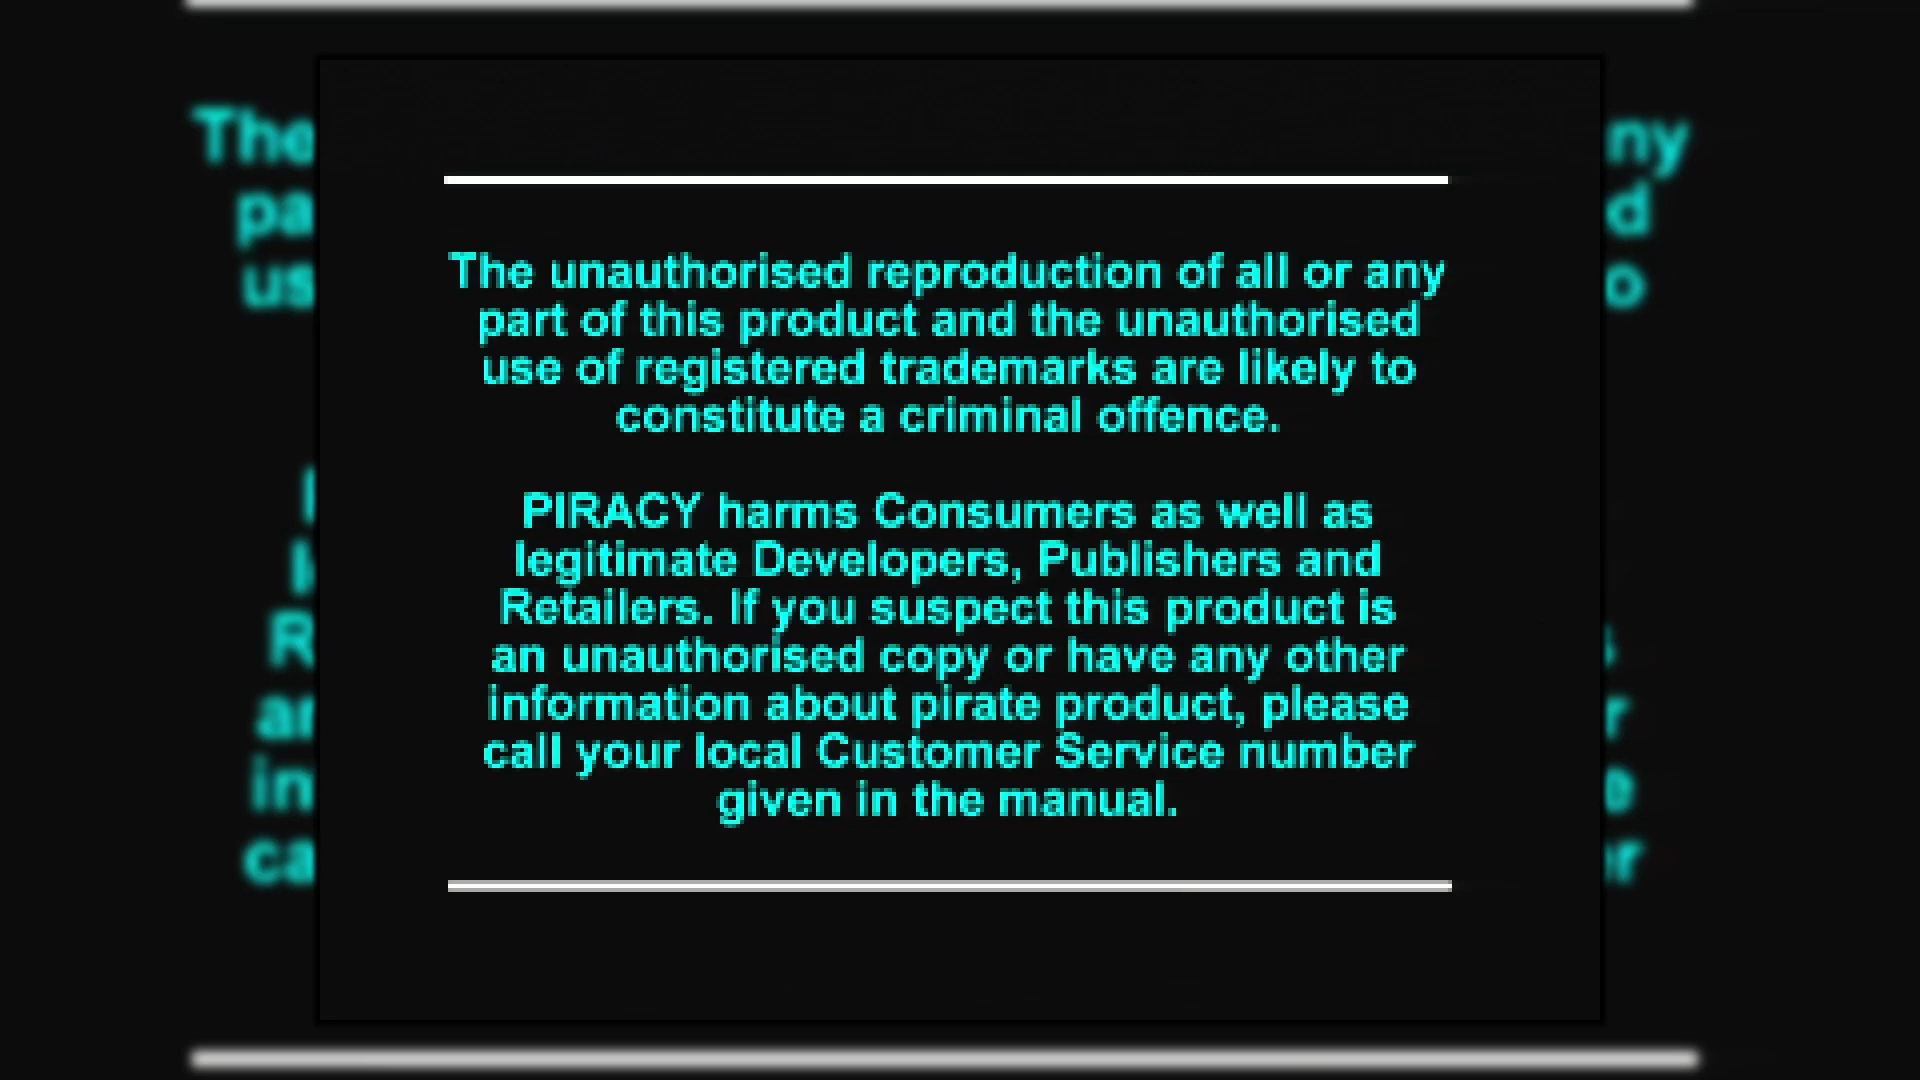 The unauthorised reproduction of all or any
part of this product and the unauthorised
use of registered trademarks are likely to
constitute a criminal offence.
PIRACY harms Consumers as well as
legitimate Developers, Publishers and
Retailers. If you suspect this product is
an unauthorised copy or have any other
information about pirate product, please
call your local Customer Service number
given in the manual.